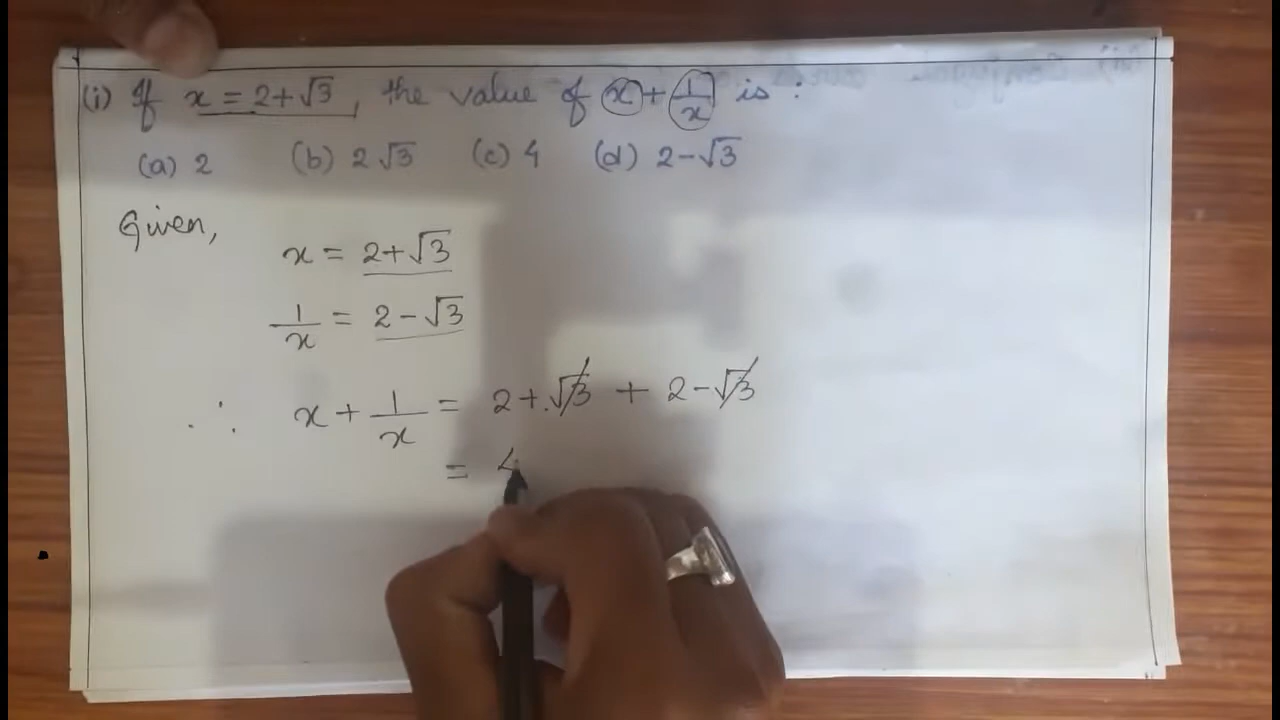 (i) If x = 2+√3, the value of x + 1/x is :
(a) 2 (b) 2√3 (c) 4 (d) 2-√3
Given,
x = 2+√3
1/x = 2-√3
∴ x + 1/x = 2+√3 + 2-√3
= 4